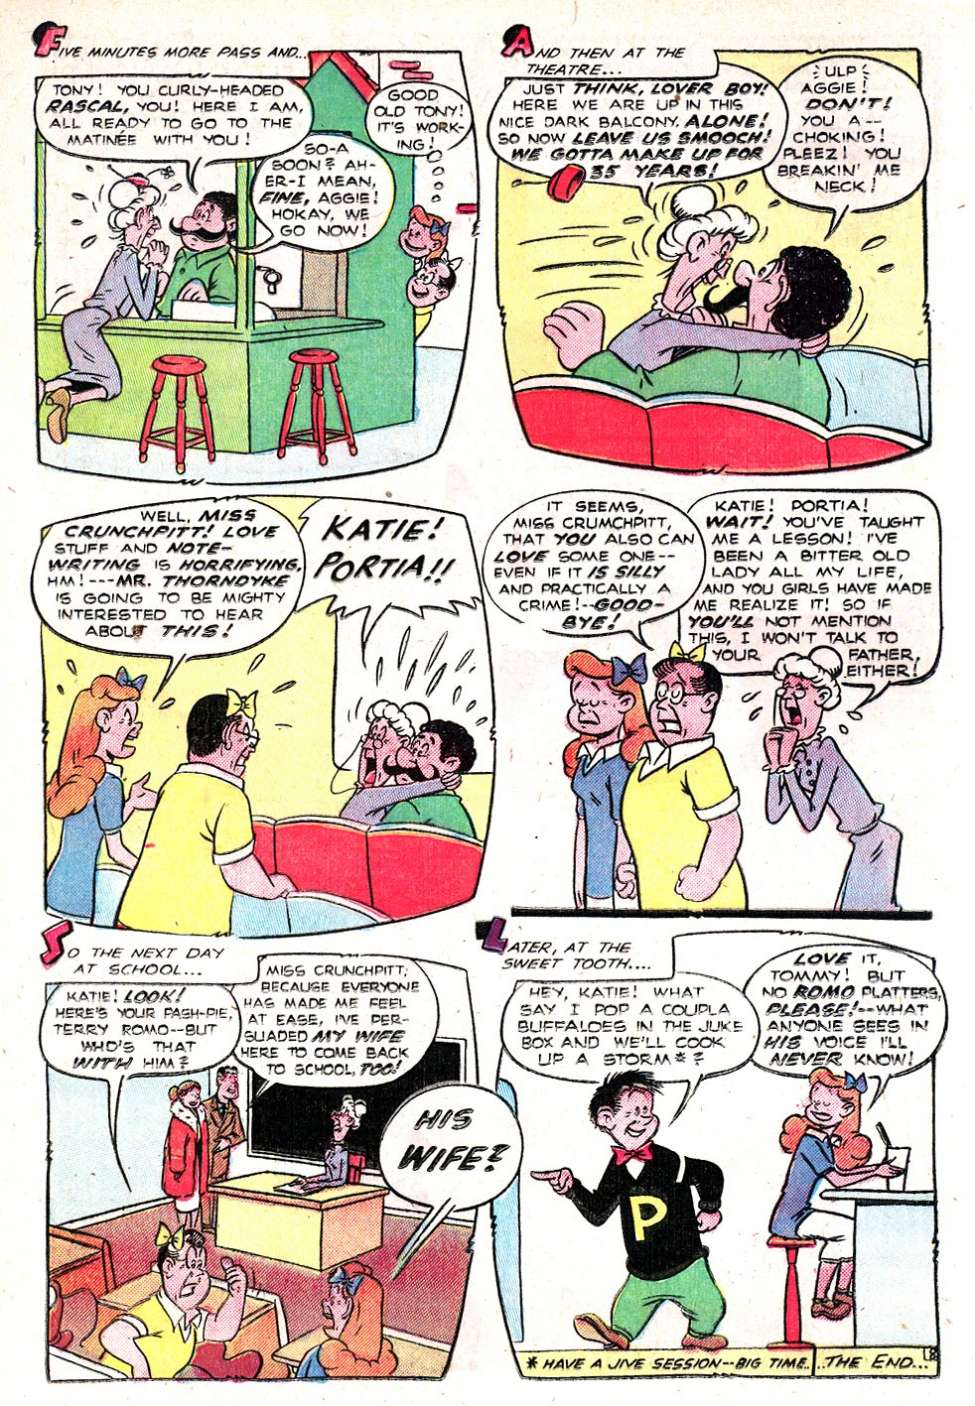 FIVE MINUTES MORE PASS AND...
TONY! YOU CURLY-HEADED
RASCAL, YOU! HERE I AM,
ALL READY TO GO TO THE
MATINÉE WITH YOU!
SO-A
SOON? AH-
ER-I MEAN,
FINE, AGGIE!
HOKAY, WE
GO NOW!
GOOD
OLD TONY!
IT'S WORK-
ING!
AND THEN AT THE
THEATRE...
JUST THINK, LOVER BOY!
HERE WE ARE UP IN THIS
NICE DARK BALCONY. ALONE!
SO NOW LEAVE US SMOOCH!
WE GOTTA MAKE UP FOR
35 YEARS!
ULP!
AGGIE!
DON'T!
YOU A--
CHOKING!
PLEEZ! YOU
BREAKIN' ME
NECK!
WELL, MISS
CRUNCHPITT! LOVE
STUFF AND NOTE-
WRITING IS HORRIFYING,
HM!---MR. THORNDYKE
IS GOING TO BE MIGHTY
INTERESTED TO HEAR
ABOUT THIS!
KATIE!
PORTIA!!
IT SEEMS,
MISS CRUMCHPITT,
THAT YOU ALSO CAN
LOVE SOME ONE--
EVEN IF IT IS SILLY
AND PRACTICALLY A
CRIME!--GOOD-
BYE!
KATIE! PORTIA!
WAIT! YOU'VE TAUGHT
ME A LESSON! I'VE
BEEN A BITTER OLD
LADY ALL MY LIFE,
AND YOU GIRLS HAVE MADE
ME REALIZE IT! SO IF
YOU'LL NOT MENTION
THIS, I WON'T TALK TO
YOUR FATHER,
EITHER!
SO THE NEXT DAY
AT SCHOOL...
KATIE! LOOK!
HERE'S YOUR PASH-PIE,
TERRY ROMO--BUT
WHO'S THAT
WITH HIM?
MISS CRUNCHPITT,
BECAUSE EVERYONE
HAS MADE ME FEEL
AT EASE, I'VE PER-
SUADED MY WIFE
HERE TO COME BACK
TO SCHOOL, TOO!
HIS
WIFE?
LATER, AT THE
SWEET TOOTH....
HEY, KATIE! WHAT
SAY I POP A COUPLA
BUFFALOES IN THE JUKE
BOX AND WE'LL COOK
UP A STORM*?
LOVE IT,
TOMMY! BUT
NO ROMO PLATTERS,
PLEASE!--WHAT
ANYONE SEES IN
HIS VOICE I'LL
NEVER KNOW!
P
* HAVE A JIVE SESSION--BIG TIME...THE END...
8